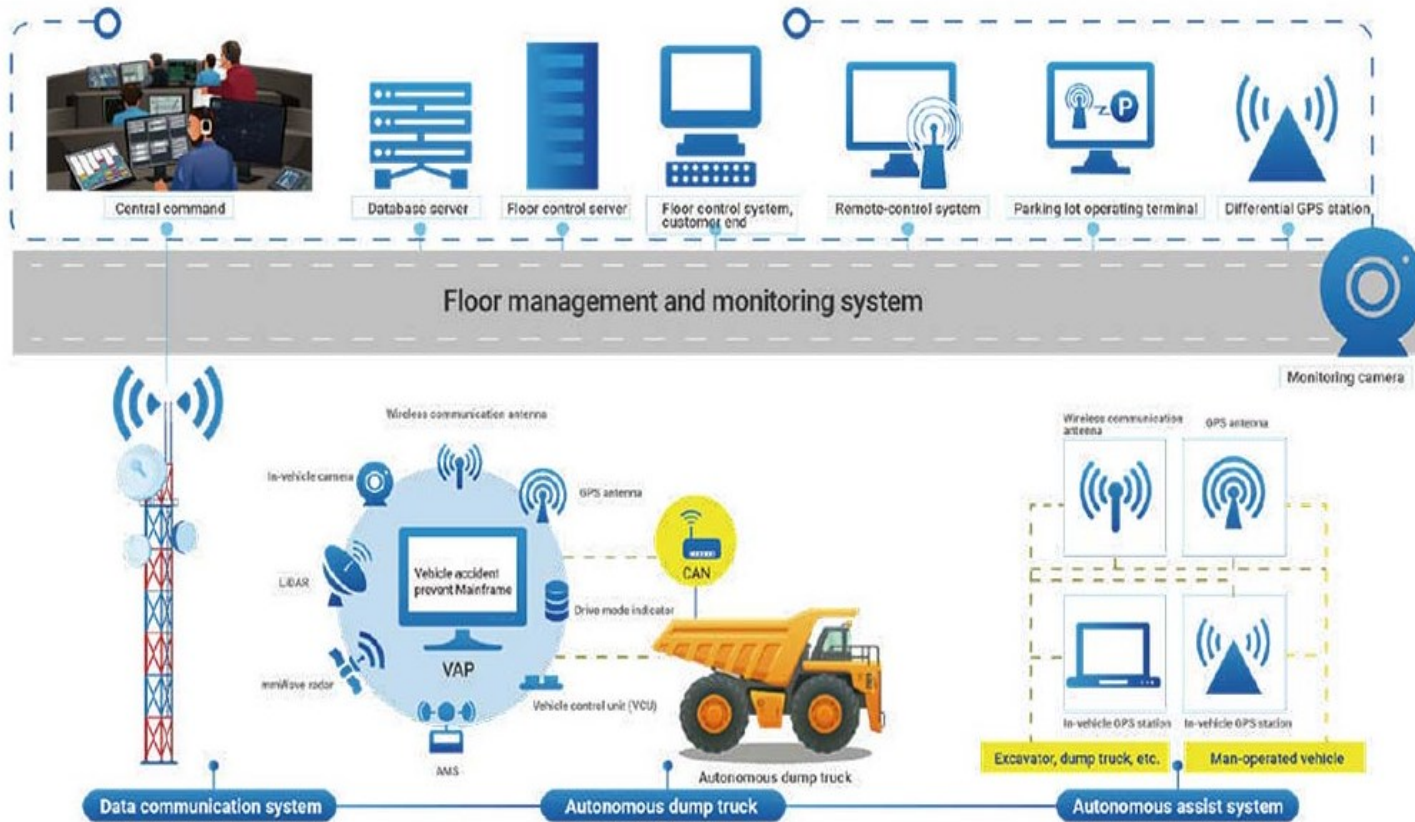 Central command
Database server
Floor control server
Floor control system,
customer end
Remote-control system
P
Parking lot operating terminal
Differential GPS station
Floor management and monitoring system
Monitoring camera
Wireless communication antenna
In-vehicle camera
GPS antenna
LiDAR
Vehicle accident
prevent Mainframe
VAP
CAN
Drive mode indicator
mmWave radar
Vehicle control unit (VCU)
AMS
Autonomous dump truck
Wireless communication
antenna
GPS antenna
In-vehicle GPS station
In-vehicle GPS station
Excavator, dump truck, etc.
Man-operated vehicle
Data communication system
Autonomous dump truck
Autonomous assist system